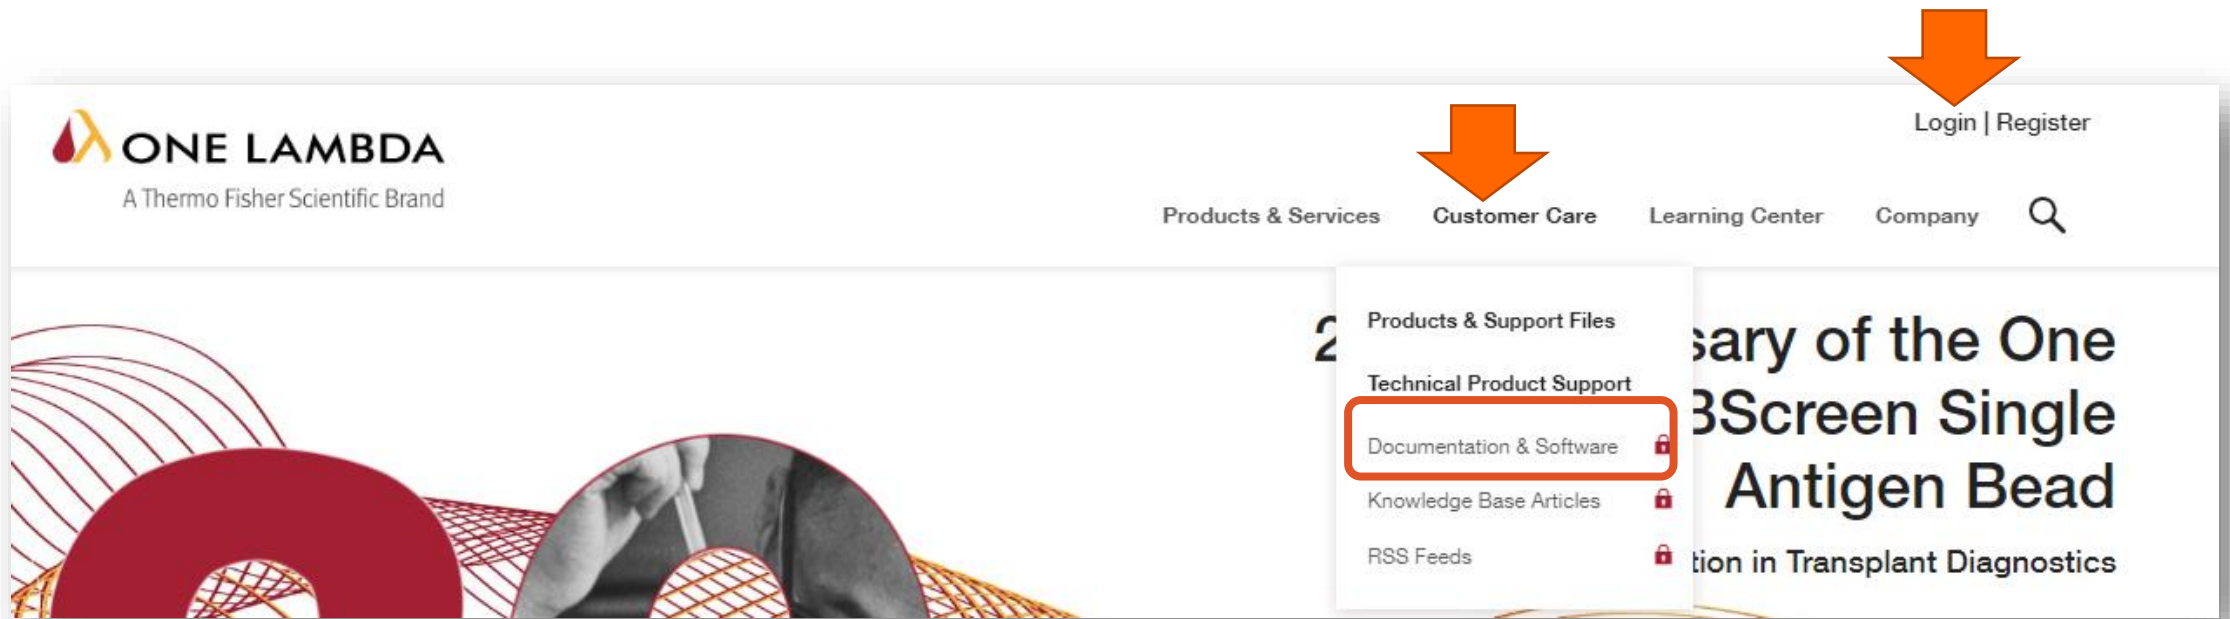 ONE LAMBDA
A Thermo Fisher Scientific Brand
Login | Register
Products & Services Customer Care Learning Center Company
Products & Support Files
Technical Product Support
Documentation & Software
Knowledge Base Articles
RSS Feeds
2 sary of the One
BScreen Single
Antigen Bead
tion in Transplant Diagnostics